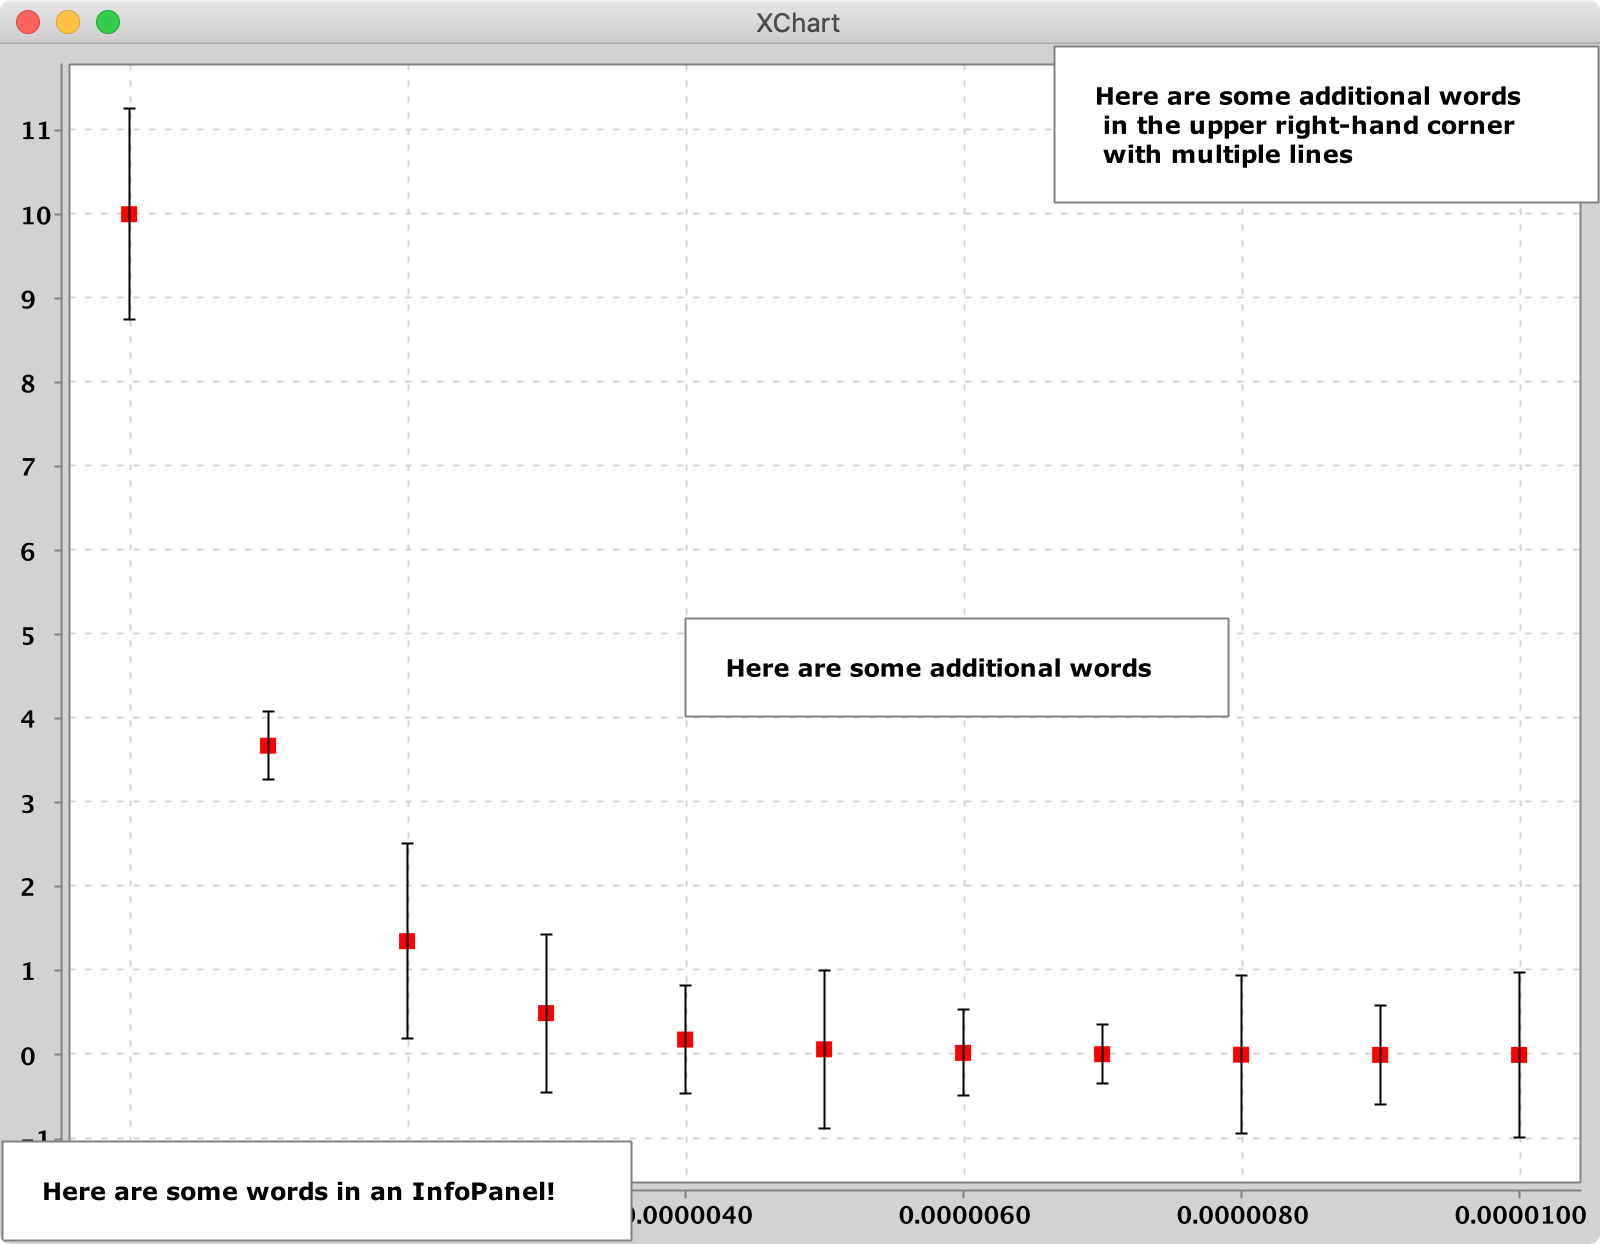 XChart
Here are some additional words
in the upper right-hand corner
with multiple lines
11
10
9
8
7
6
5
Here are some additional words
4
3
2
1
0
-1
Here are some words in an InfoPanel!
0.0000040 0.0000060 0.0000080 0.0000100